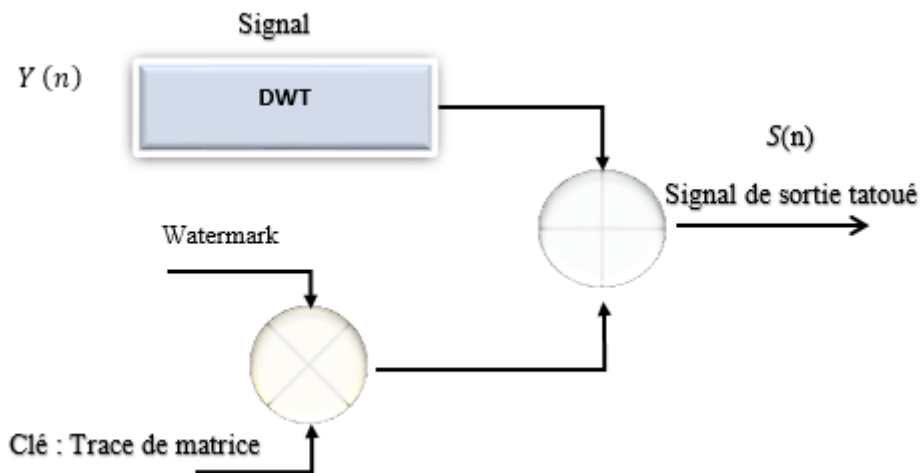 Signal
Y (n)
DWT
S(n)
Signal de sortie tatoué
Watermark
Clé : Trace de matrice